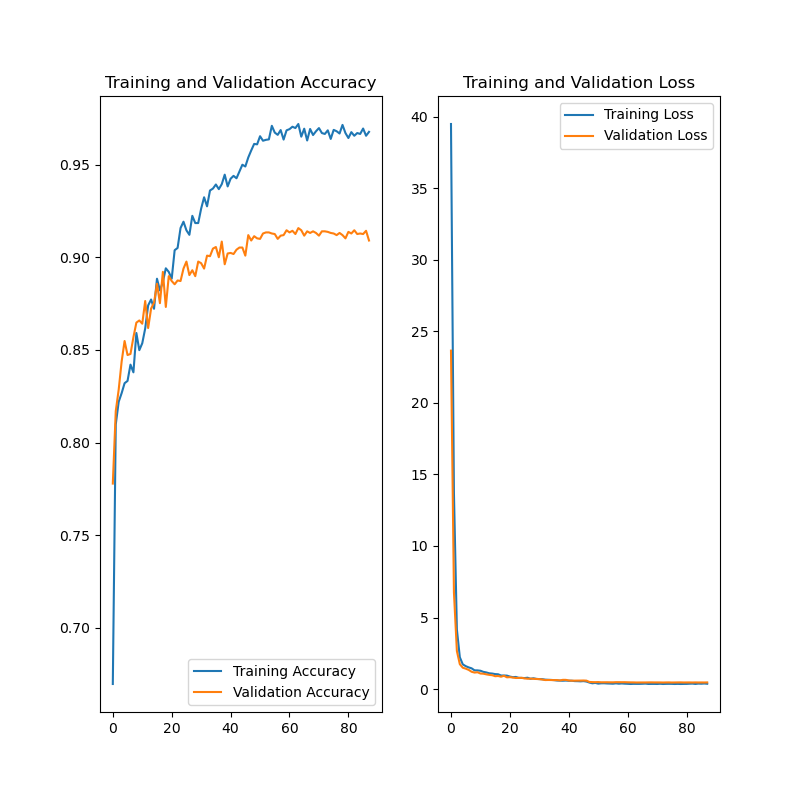 Training and Validation Accuracy
0.95
0.90
0.85
0.80
0.75
0.70
Training Accuracy
Validation Accuracy
0 20 40 60 80
Training and Validation Loss
40
35
30
25
20
15
10
5
0
Training Loss
Validation Loss
0 20 40 60 80